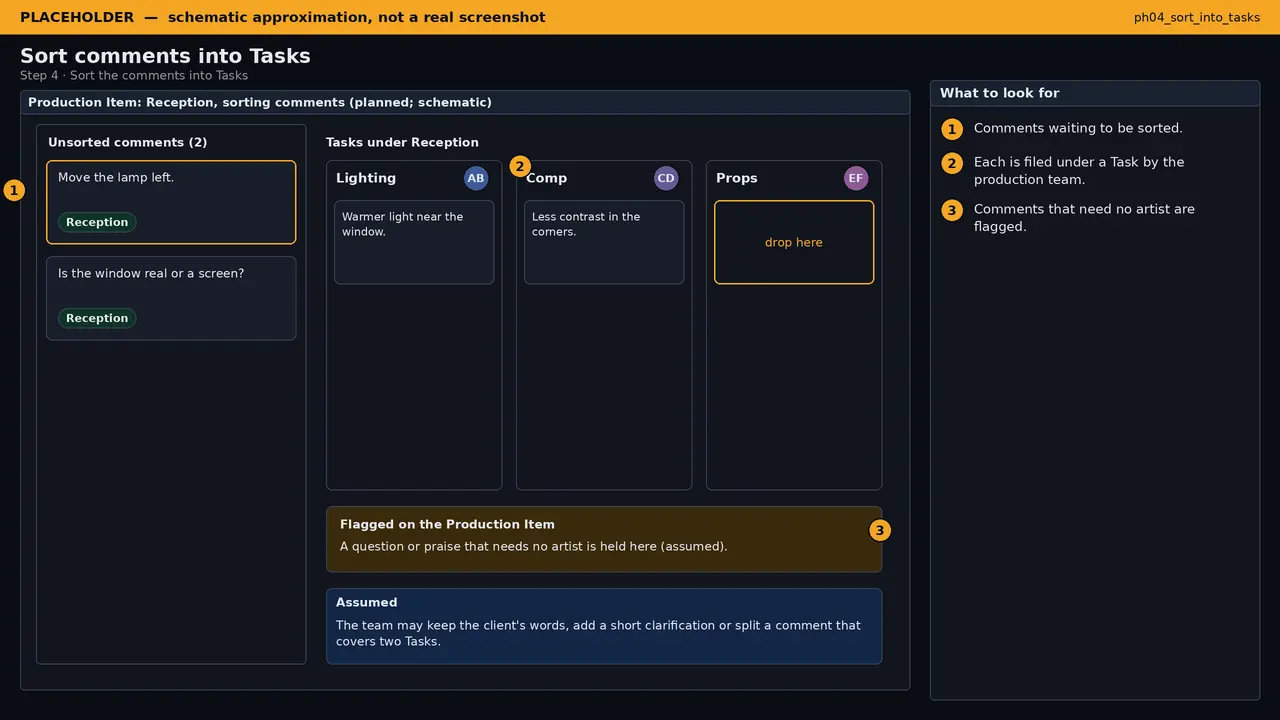 PLACEHOLDER — schematic approximation, not a real screenshot
ph04_sort_into_tasks
Sort comments into Tasks
Step 4 · Sort the comments into Tasks
Production Item: Reception, sorting comments (planned; schematic)
Unsorted comments (2)
1
Move the lamp left.
Reception
Is the window real or a screen?
Reception
Tasks under Reception
2
Lighting
AB
Warmer light near the
window.
Comp
CD
Less contrast in the
corners.
Props
EF
drop here
Flagged on the Production Item
A question or praise that needs no artist is held here (assumed).
3
Assumed
The team may keep the client's words, add a short clarification or split a comment that
covers two Tasks.
What to look for
1 Comments waiting to be sorted.
2 Each is filed under a Task by the
production team.
3 Comments that need no artist are
flagged.